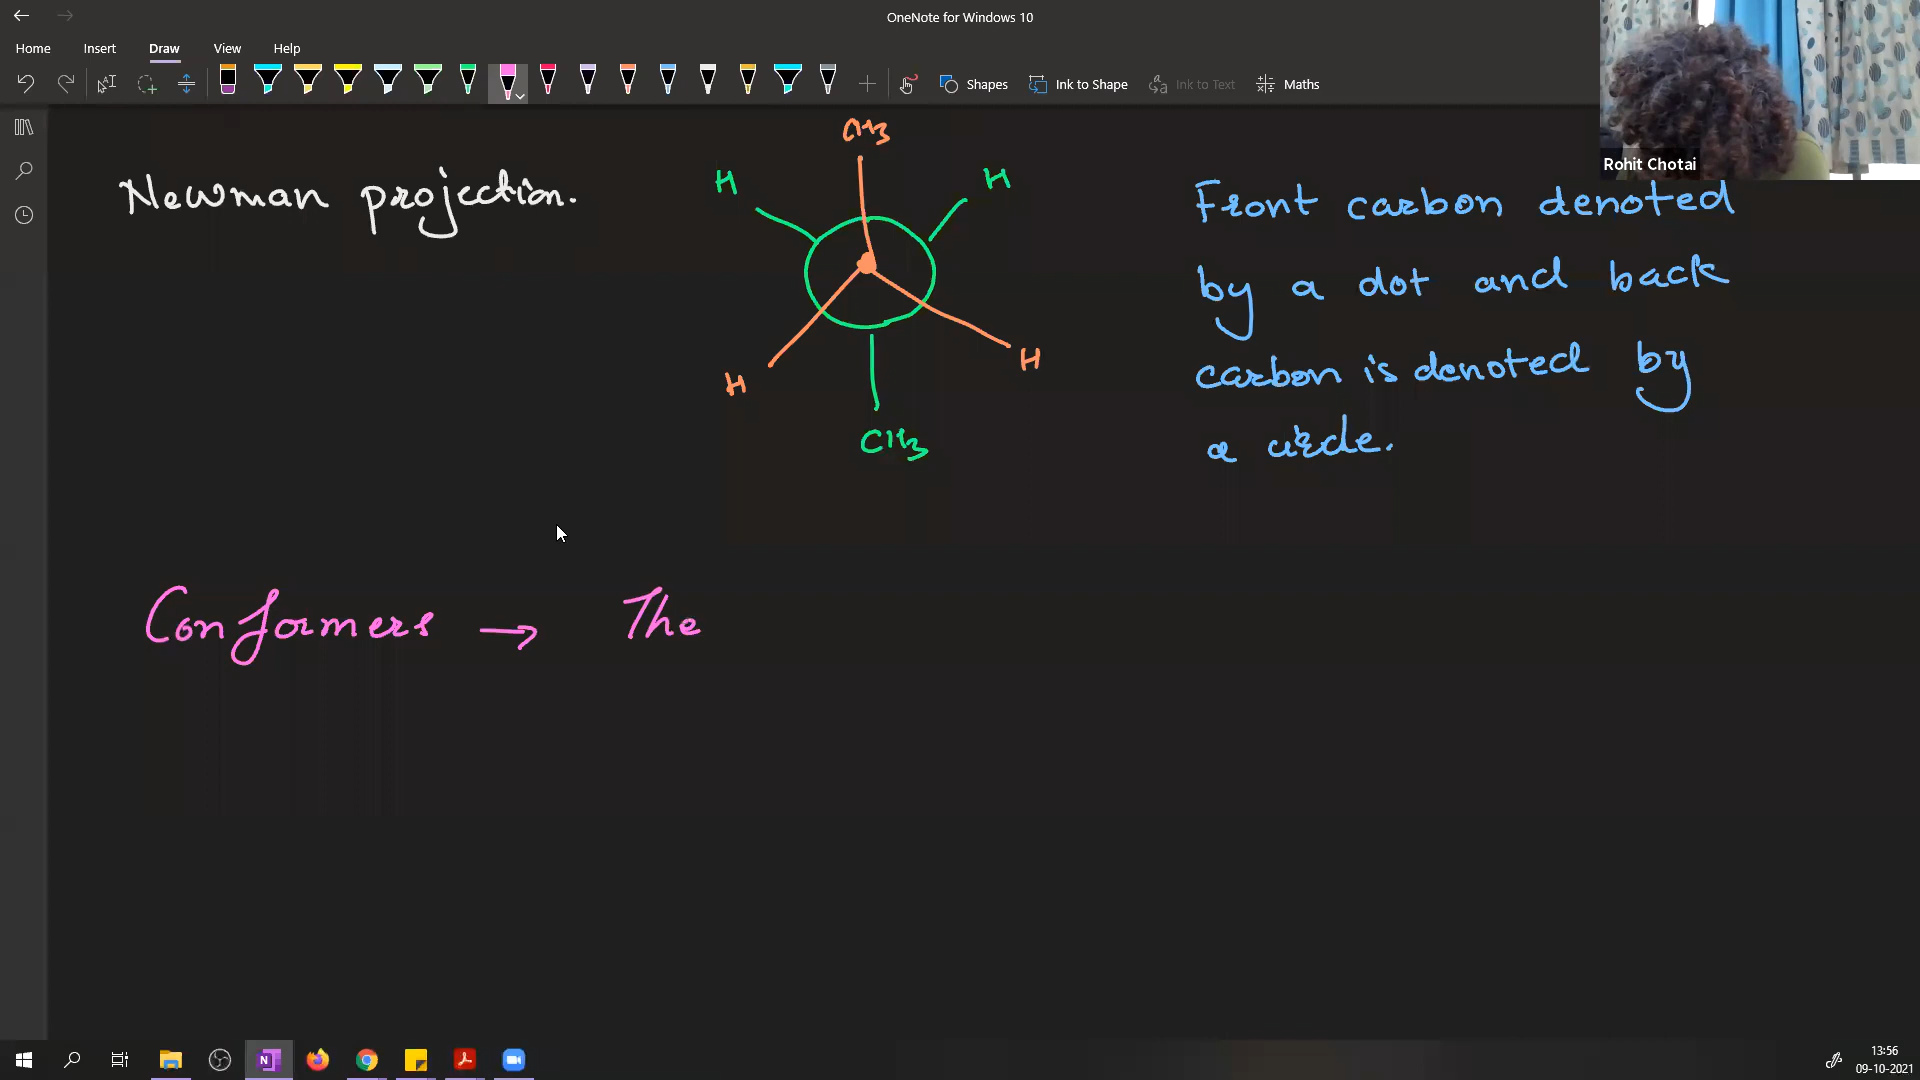 OneNote for Windows 10
Home Insert Draw View Help
Shapes Ink to Shape Ink to Text Maths
Rohit Chotai
Newman projection.
CH3
H H
H H
CH3
Front carbon denoted
by a dot and back
carbon is denoted by
a circle.
Conformers → The
13:56
09-10-2021